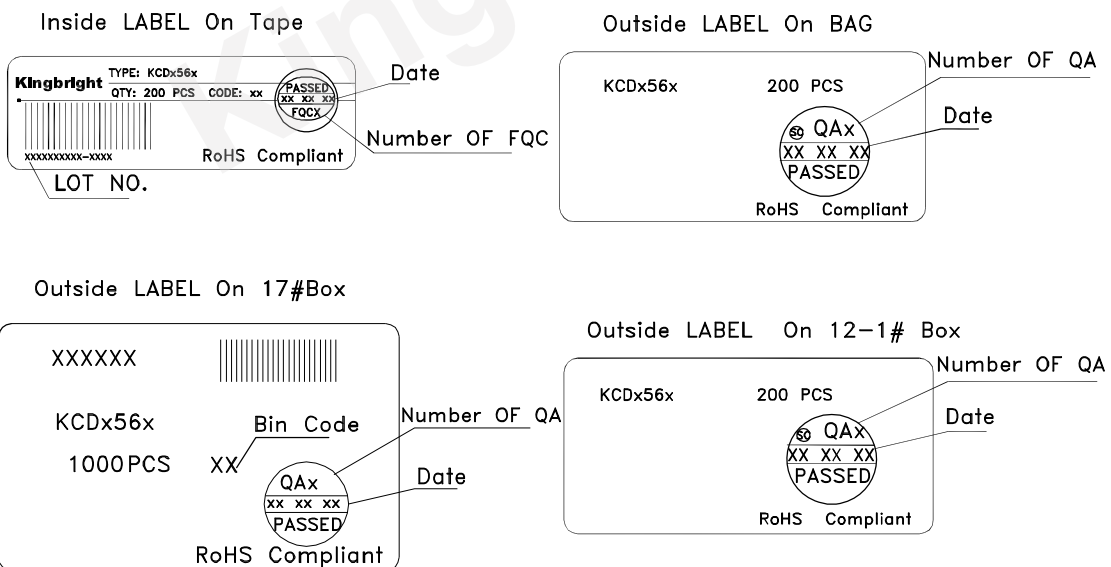 Inside LABEL On Tape
Kingbright
TYPE: KCDx56x
QTY: 200 PCS CODE: xx
PASSED
xx xx xx
FQCX
Date
Number OF FQC
xxxxxxxxxx-xxxx
RoHS Compliant
LOT NO.
Outside LABEL On BAG
KCDx56x 200 PCS
Number OF QA
SC QAx
Date
XX XX XX
PASSED
RoHS Compliant
Outside LABEL On 17#Box
XXXXXX
KCDx56x
Bin Code
Number OF QA
1000PCS XX
QAx
Date
xx xx xx
PASSED
RoHS Compliant
Outside LABEL On 12-1# Box
Number OF QA
KCDx56x 200 PCS
Date
SC QAx
XX XX XX
PASSED
RoHS Compliant